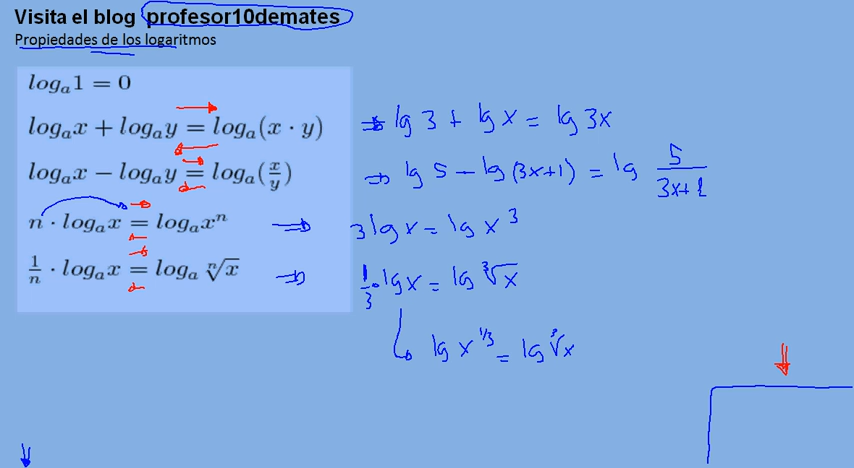 Visita el blog profesor10demates
Propiedades de los logaritmos
logₐ1 = 0
logₐx + logₐy = logₐ(x · y) ⇒ lg 3 + lg x = lg 3x
logₐx − logₐy = logₐ(x/y) ⇒ lg 5 − lg (3x+1) = lg 5/(3x+1)
n · logₐx = logₐxⁿ ⇒ 3 lg x = lg x³
1/n · logₐx = logₐ ⁿ√x ⇒ 1/3 · lg x = lg ³√x
lg x^1/3 = lg ³√x